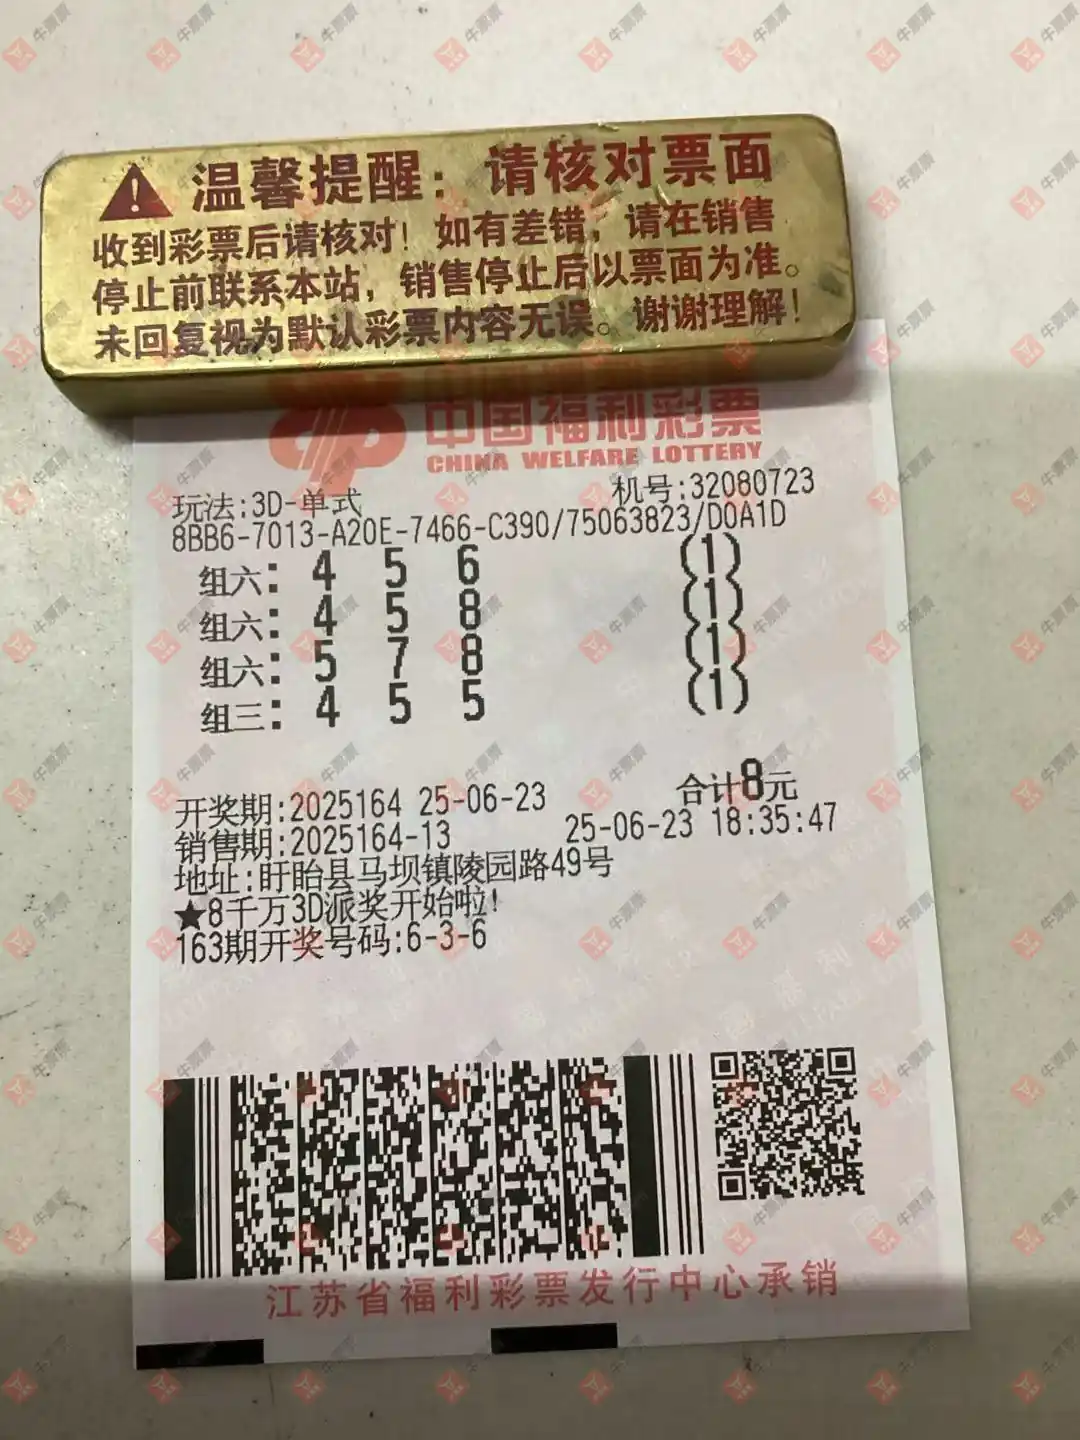 温馨提醒：请核对票面
收到彩票后请核对！如有差错，请在销售
停止前联系本站，销售停止后以票面为准。
未回复视为默认彩票内容无误。谢谢理解！
中国福利彩票
CHINA WELFARE LOTTERY
玩法:3D-单式 机号:32080723
8BB6-7013-A20E-7466-C390/75063823/D0A1D
组六: 4 5 6 (1)
组六: 4 5 8 (1)
组六: 5 7 8 (1)
组三: 4 5 5 (1)
开奖期:2025164 25-06-23 合计8元
销售期:2025164-13 25-06-23 18:35:47
地址:盱眙县马坝镇陵园路49号
★8千万3D派奖开始啦!
163期开奖号码:6-3-6
江苏省福利彩票发行中心承销
牛票票